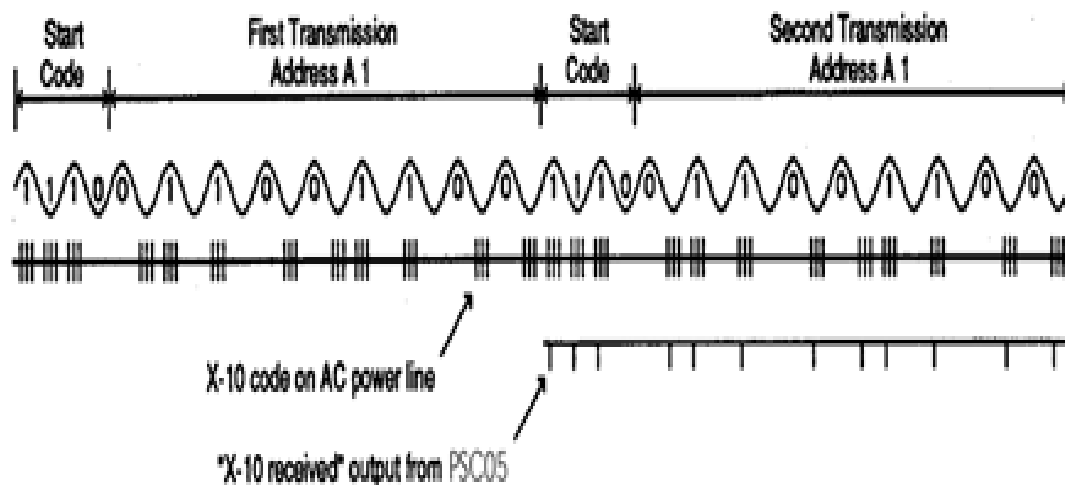 Start Code
First Transmission
Address A 1
Start Code
Second Transmission
Address A 1
1 1 1 0 0 1 1 0 0 1 1 0 0 1 1 1 0 0 1 1 0 0 1 1 0 0
X-10 code on AC power line
"X-10 received" output from PSC05